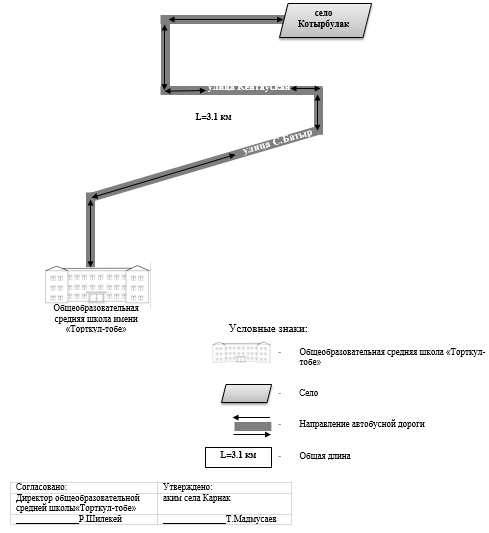 село
Котырбулак
улица Кентауская
L=3.1 км
улица С.Батыр
Общеобразовательная
средняя школа имени
«Торткул-тобе»
Условные знаки:
- Общеобразовательная средняя школа «Торткул-
тобе»
- Село
- Направление автобусной дороги
L=3.1 км - Общая длина
Согласовано: Утверждено:
Директор общеобразовательной аким села Карнак
средней школы«Торткул-тобе»
______________Р.Шилекей ______________Т.Мадмусаев